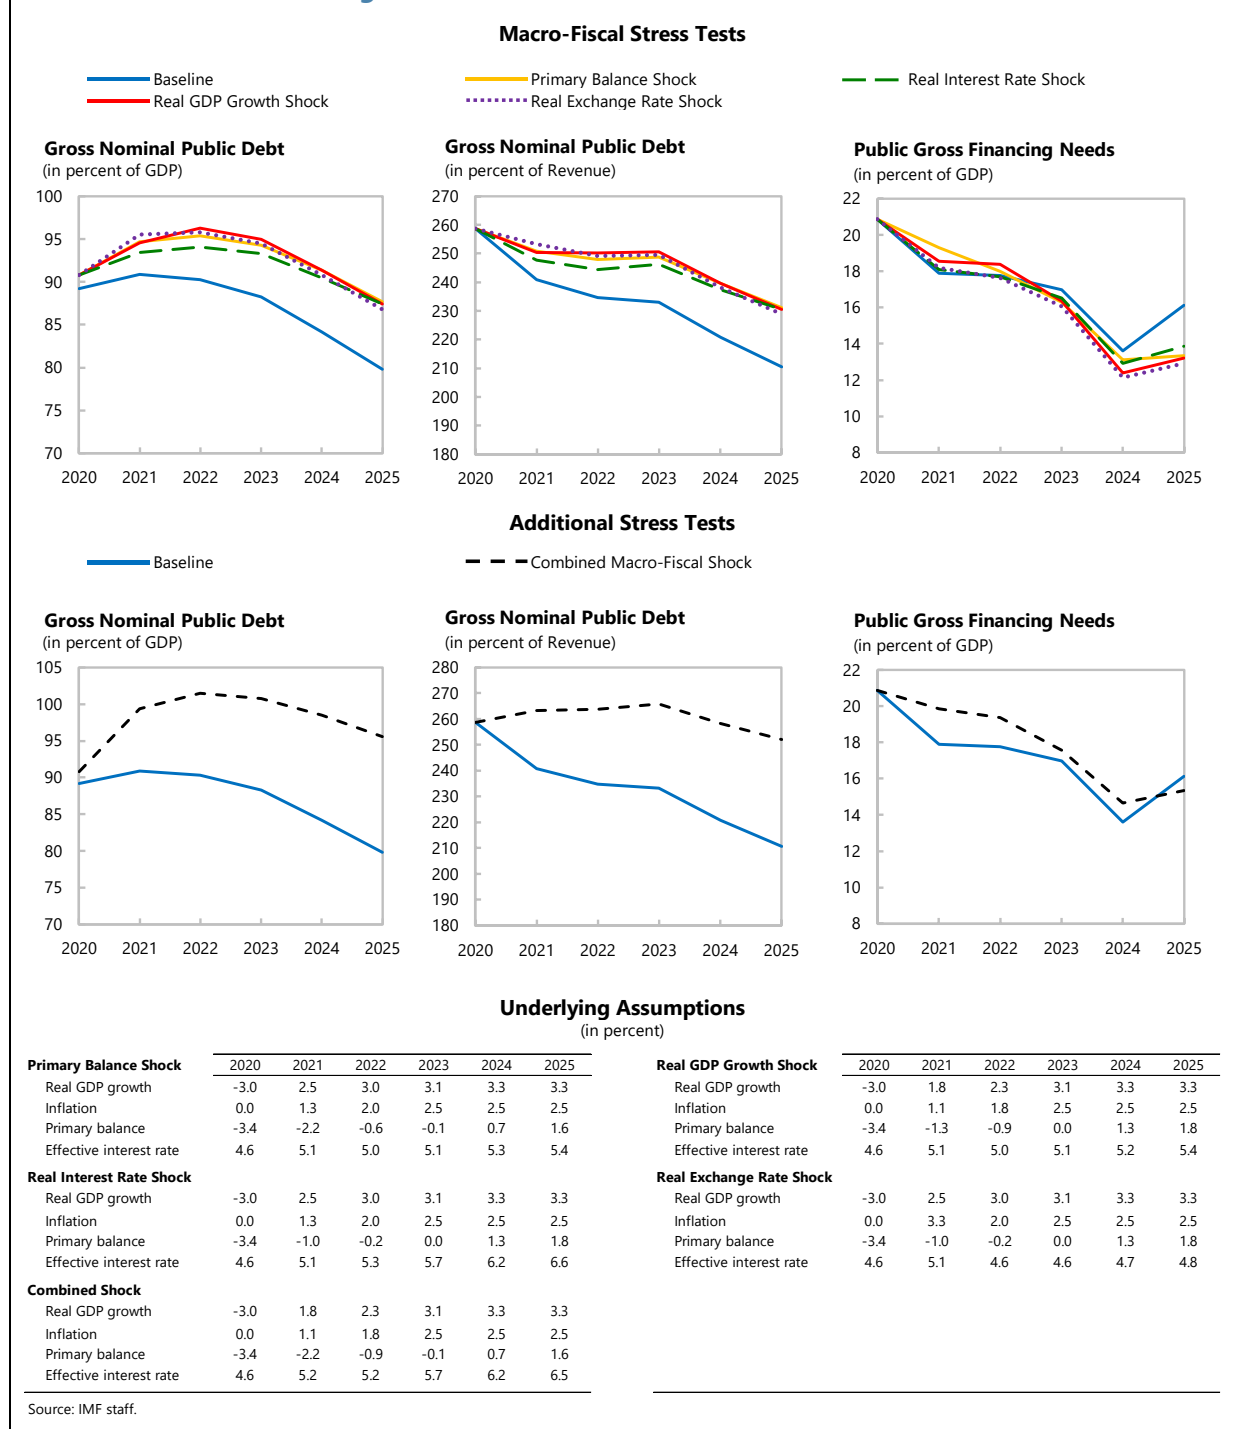 Macro-Fiscal Stress Tests
Baseline
Primary Balance Shock
Real Interest Rate Shock
Real GDP Growth Shock
Real Exchange Rate Shock
Gross Nominal Public Debt
(in percent of GDP)
100
95
90
85
80
75
70
2020 2021 2022 2023 2024 2025
Gross Nominal Public Debt
(in percent of Revenue)
270
260
250
240
230
220
210
200
190
180
2020 2021 2022 2023 2024 2025
Public Gross Financing Needs
(in percent of GDP)
22
20
18
16
14
12
10
8
2020 2021 2022 2023 2024 2025
Additional Stress Tests
Baseline
Combined Macro-Fiscal Shock
Gross Nominal Public Debt
(in percent of GDP)
105
100
95
90
85
80
75
70
2020 2021 2022 2023 2024 2025
Gross Nominal Public Debt
(in percent of Revenue)
280
270
260
250
240
230
220
210
200
190
180
2020 2021 2022 2023 2024 2025
Public Gross Financing Needs
(in percent of GDP)
22
20
18
16
14
12
10
8
2020 2021 2022 2023 2024 2025
Underlying Assumptions
(in percent)
Primary Balance Shock 2020 2021 2022 2023 2024 2025
Real GDP growth -3.0 2.5 3.0 3.1 3.3 3.3
Inflation 0.0 1.3 2.0 2.5 2.5 2.5
Primary balance -3.4 -2.2 -0.6 -0.1 0.7 1.6
Effective interest rate 4.6 5.1 5.0 5.1 5.3 5.4
Real Interest Rate Shock
Real GDP growth -3.0 2.5 3.0 3.1 3.3 3.3
Inflation 0.0 1.3 2.0 2.5 2.5 2.5
Primary balance -3.4 -1.0 -0.2 0.0 1.3 1.8
Effective interest rate 4.6 5.1 5.3 5.7 6.2 6.6
Combined Shock
Real GDP growth -3.0 1.8 2.3 3.1 3.3 3.3
Inflation 0.0 1.1 1.8 2.5 2.5 2.5
Primary balance -3.4 -2.2 -0.9 -0.1 0.7 1.6
Effective interest rate 4.6 5.2 5.2 5.7 6.2 6.5
Real GDP Growth Shock 2020 2021 2022 2023 2024 2025
Real GDP growth -3.0 1.8 2.3 3.1 3.3 3.3
Inflation 0.0 1.1 1.8 2.5 2.5 2.5
Primary balance -3.4 -1.3 -0.9 0.0 1.3 1.8
Effective interest rate 4.6 5.1 5.0 5.1 5.2 5.4
Real Exchange Rate Shock
Real GDP growth -3.0 2.5 3.0 3.1 3.3 3.3
Inflation 0.0 3.3 2.0 2.5 2.5 2.5
Primary balance -3.4 -1.0 -0.2 0.0 1.3 1.8
Effective interest rate 4.6 5.1 4.6 4.6 4.7 4.8
Source: IMF staff.